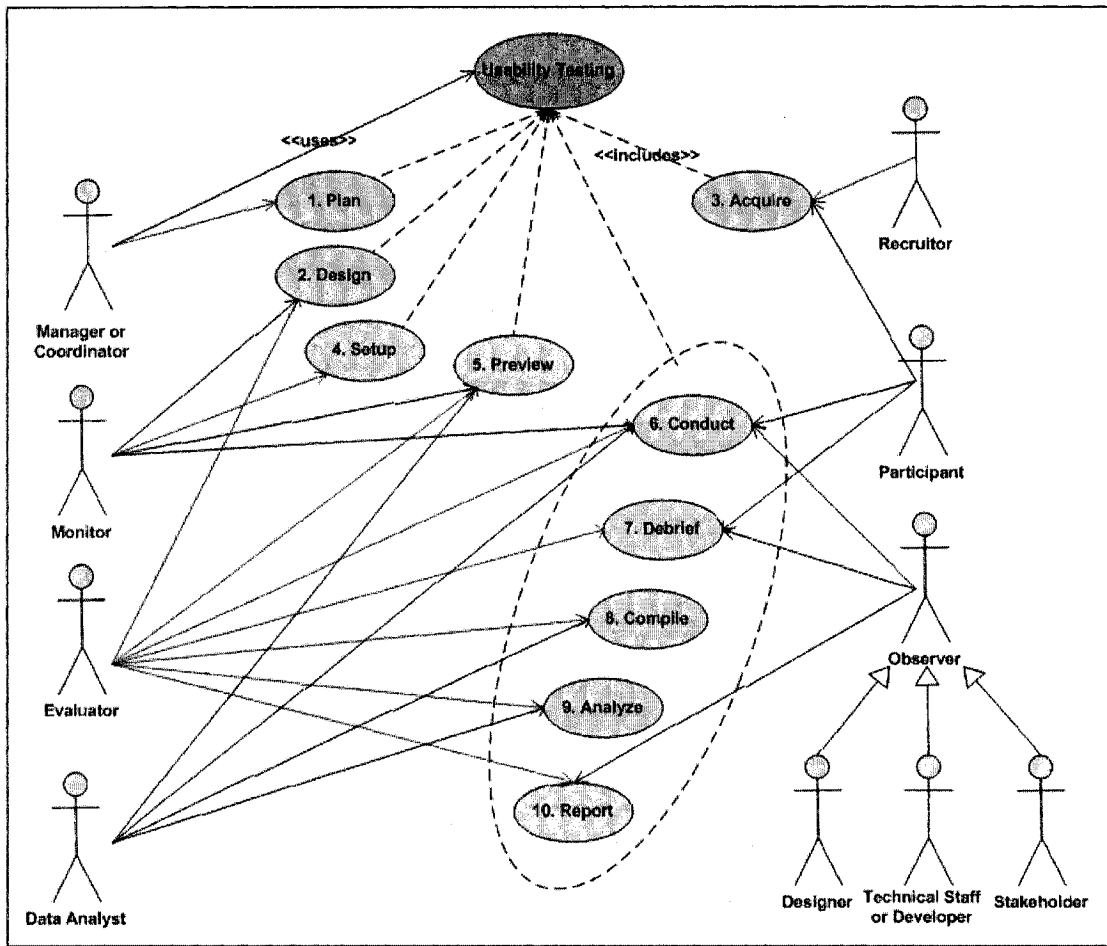 Usability Testing
<<uses>>
<<includes>>
1. Plan
3. Acquire
Recruitor
2. Design
Manager or
Coordinator
4. Setup
5. Preview
6. Conduct
Participant
Monitor
7. Debrief
8. Compile
Observer
Evaluator
9. Analyze
10. Report
Data Analyst
Designer
Technical Staff
or Developer
Stakeholder